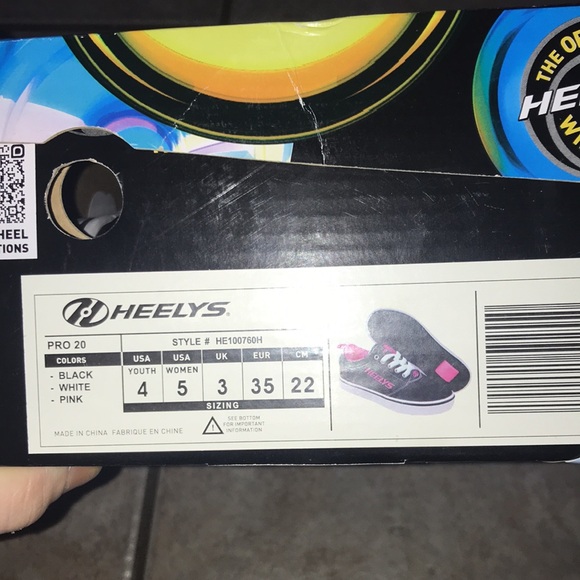 THE
HE
HEEL
TIONS
HEELYS
PRO 20
STYLE # HE100760H
COLORS
- BLACK
- WHITE
- PINK
USA USA UK EUR CM
YOUTH WOMEN
4 5 3 35 22
SIZING
SEE BOTTOM
FOR IMPORTANT
INFORMATION
MADE IN CHINA FABRIQUE EN CHINE
HEELYS